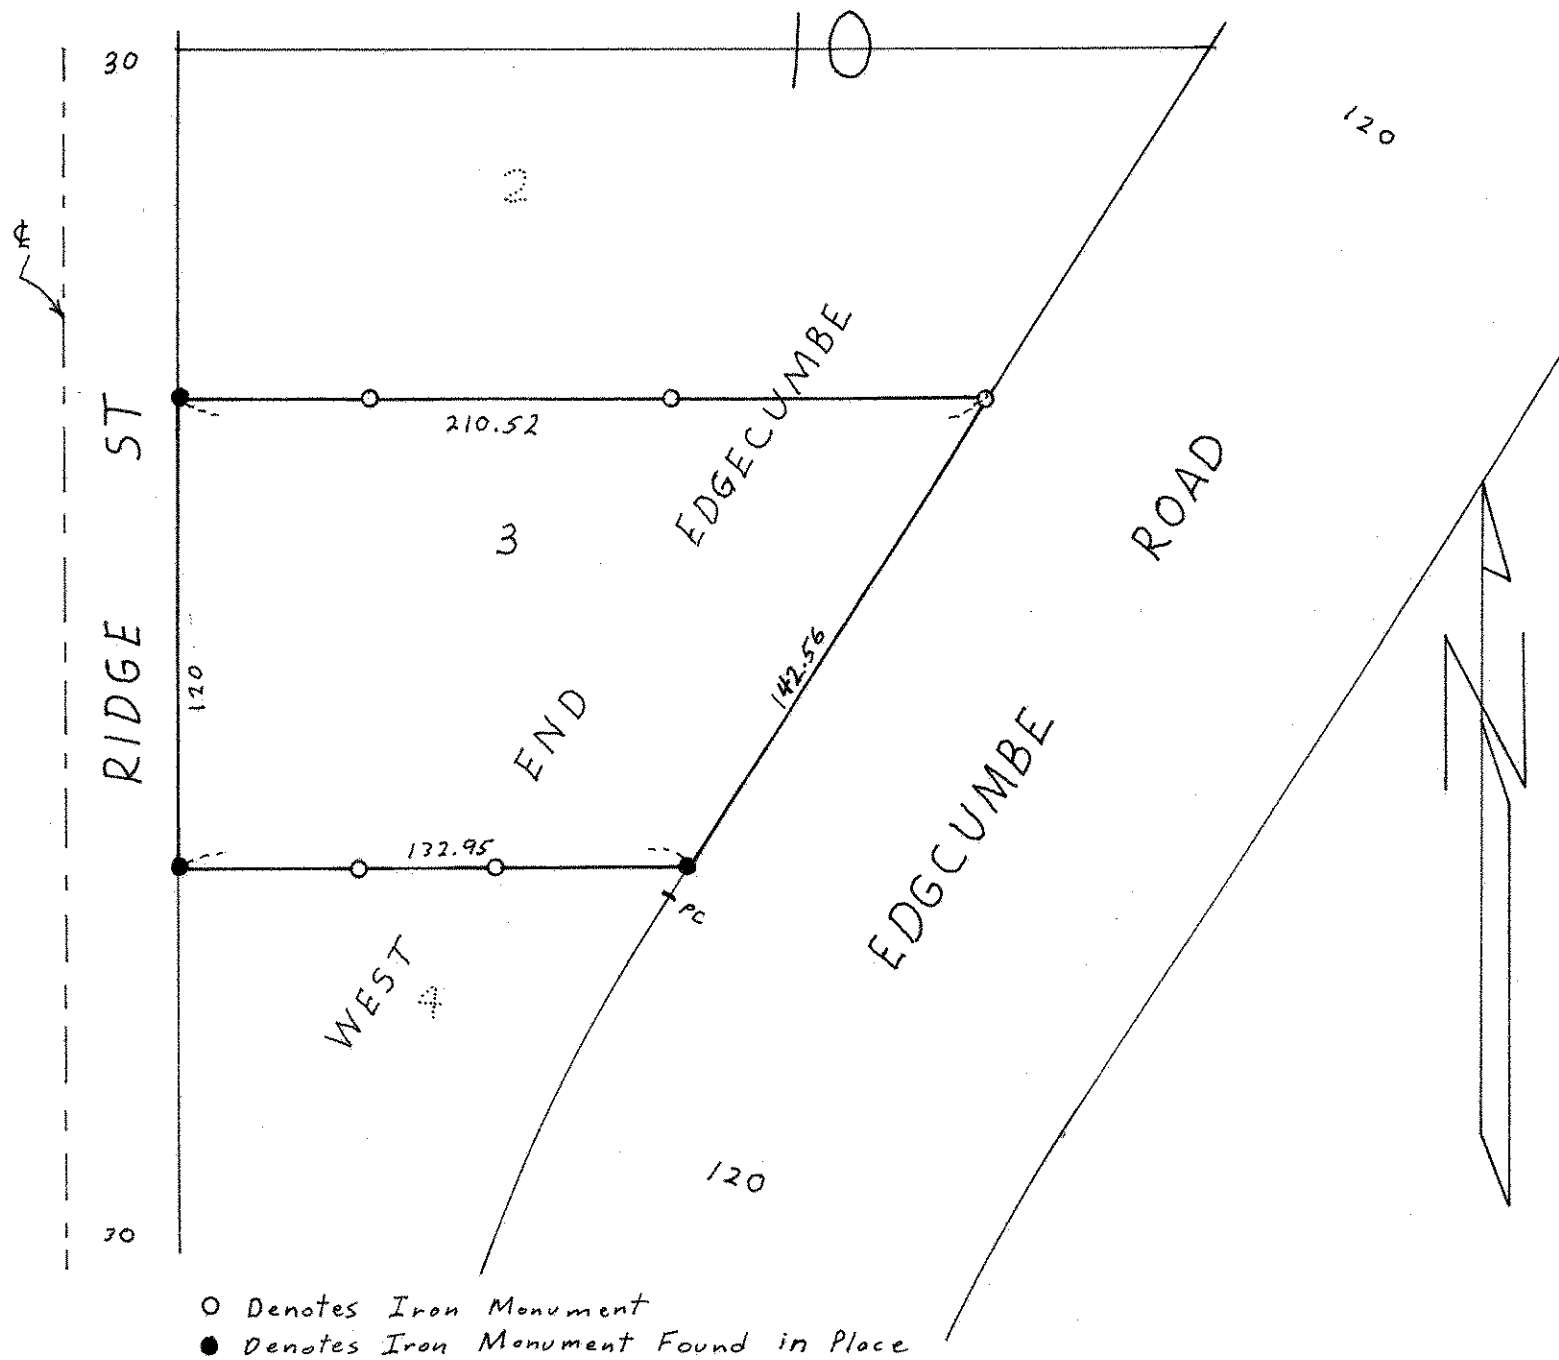 10
30
120
2
℄
RIDGE ST
210.52
WEST END EDGECUMBE
3
EDGCUMBE ROAD
120
142.56
132.95
PC
4
120
30
N
○ Denotes Iron Monument
● Denotes Iron Monument Found in Place